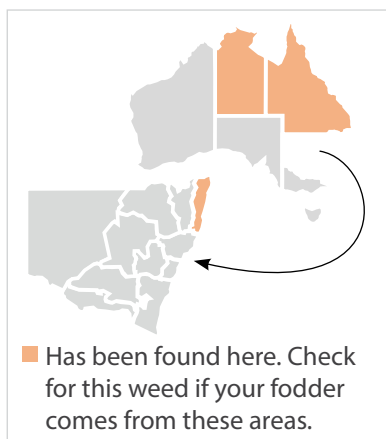 Has been found here. Check
for this weed if your fodder
comes from these areas.